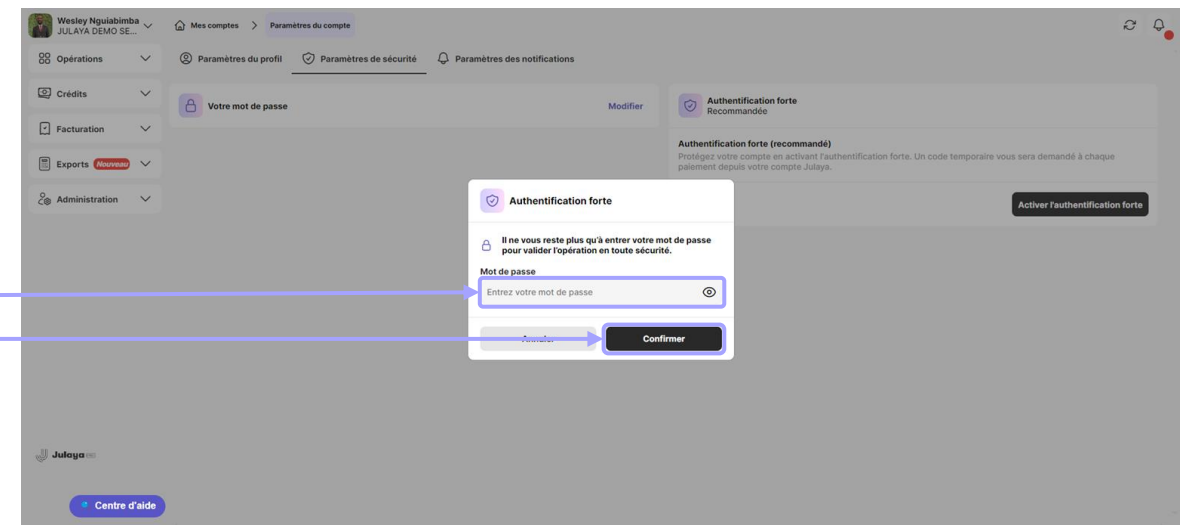 Wesley Nguiabimba
JULAYA DEMO SE...
Mes comptes > Paramètres du compte
Opérations
Crédits
Facturation
Exports Nouveau
Administration
Paramètres du profil
Paramètres de sécurité
Paramètres des notifications
Votre mot de passe
Modifier
Authentification forte
Recommandée
Authentification forte (recommandé)
Protégez votre compte en activant l'authentification forte. Un code temporaire vous sera demandé à chaque
paiement depuis votre compte Julaya.
Activer l'authentification forte
Authentification forte
Il ne vous reste plus qu'à entrer votre mot de passe
pour valider l'opération en toute sécurité.
Mot de passe
Entrez votre mot de passe
Annuler
Confirmer
Julaya
Centre d'aide